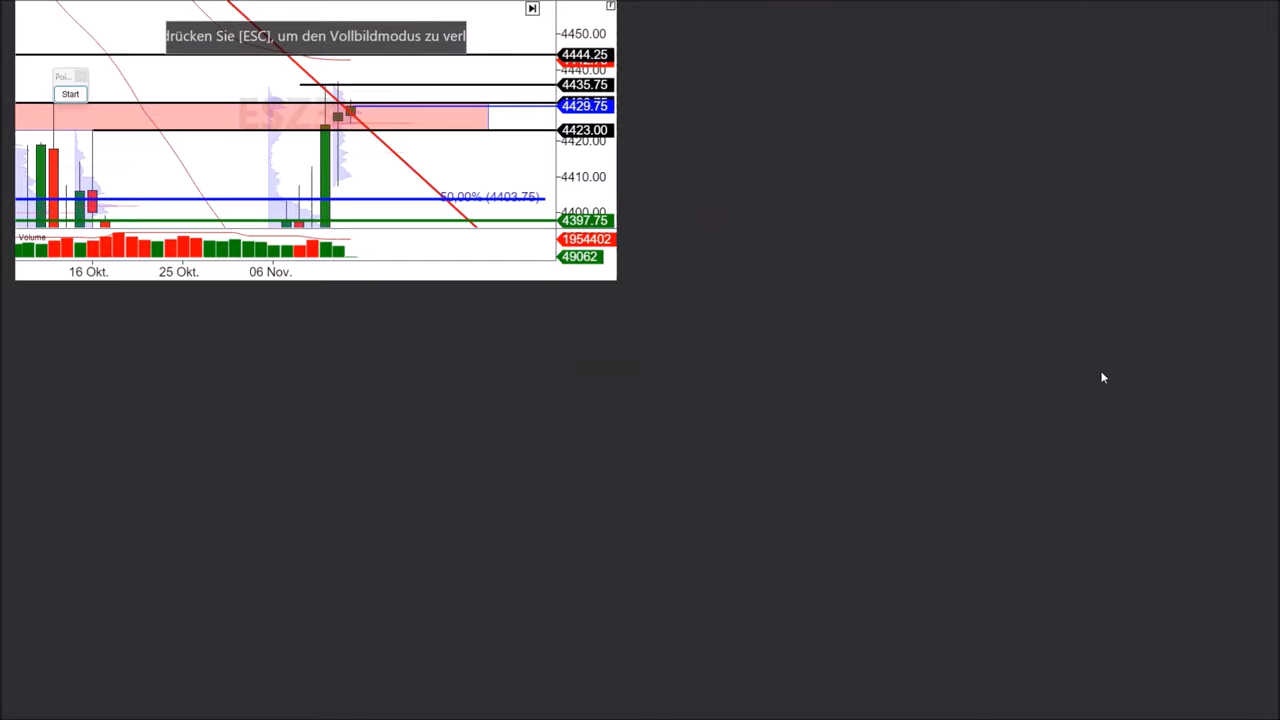 4450.00
drücken Sie [ESC], um den Vollbildmodus zu verl
4444.25
4440.00
Poi...
4435.75
Start
4429.75
4423.00
4420.00
4410.00
50,00% (4403.75)
4400.00
4397.75
Volume
1954402
49062
16 Okt.
25 Okt.
06 Nov.